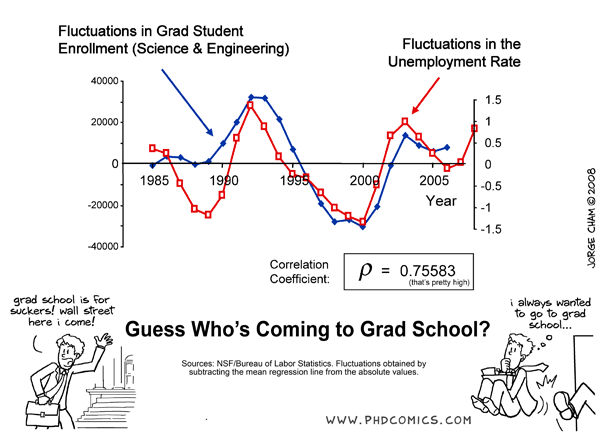 Fluctuations in Grad Student
Enrollment (Science & Engineering)
Fluctuations in the
Unemployment Rate
40000
20000
0
-20000
-40000
1985
1990
1995
2000
2005
Year
1.5
1
0.5
0
-0.5
-1
-1.5
JORGE CHAM © 2008
Correlation
Coefficient:
ρ = 0.75583
(that's pretty high)
grad school is for
suckers! wall street
here i come!
Guess Who's Coming to Grad School?
i always wanted
to go to grad
school...
Sources: NSF/Bureau of Labor Statistics. Fluctuations obtained by
subtracting the mean regression line from the absolute values.
WWW.PHDCOMICS.COM